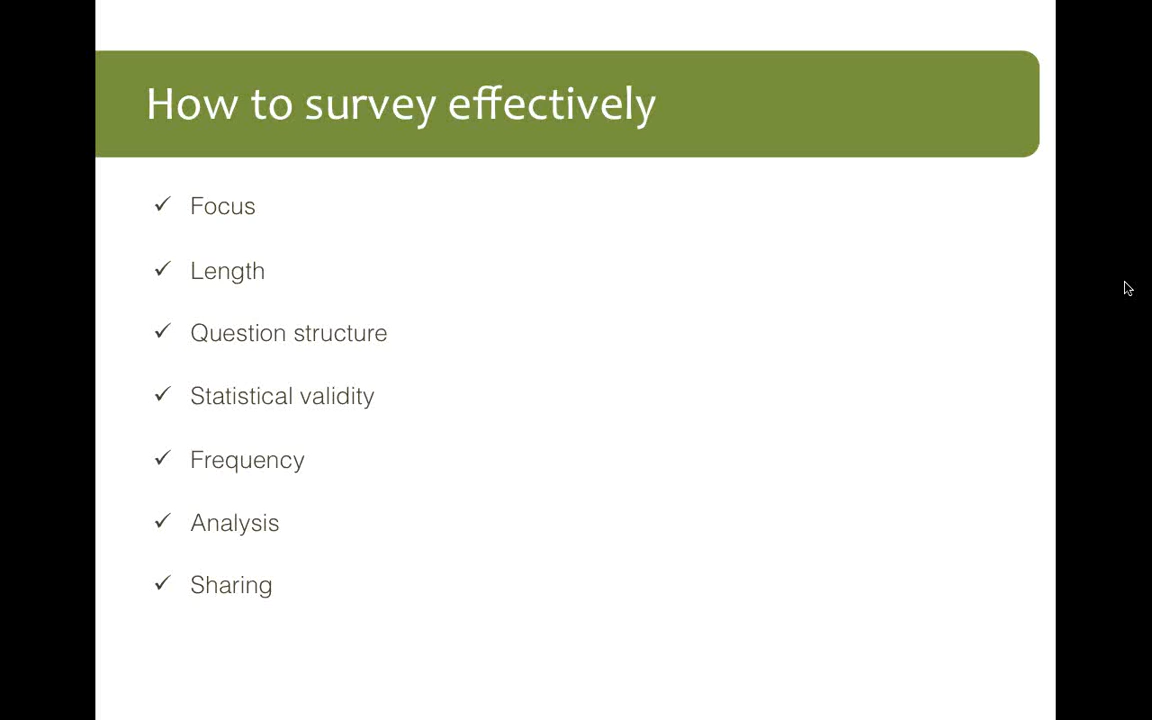 How to survey effectively
✓ Focus
✓ Length
✓ Question structure
✓ Statistical validity
✓ Frequency
✓ Analysis
✓ Sharing